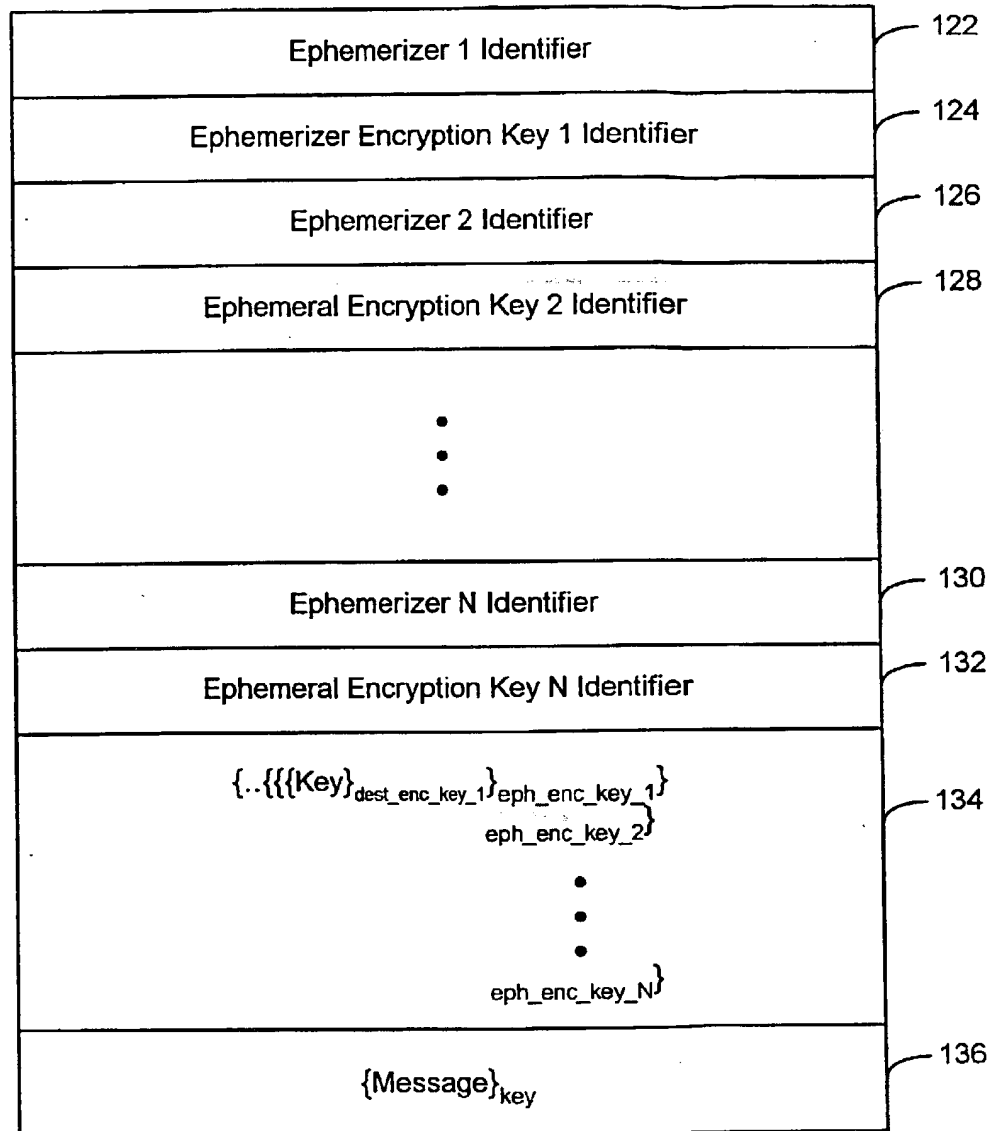 Ephemerizer 1 Identifier
122
Ephemerizer Encryption Key 1 Identifier
124
Ephemerizer 2 Identifier
126
Ephemeral Encryption Key 2 Identifier
128
Ephemerizer N Identifier
130
Ephemeral Encryption Key N Identifier
132
{..{{{Key}dest_enc_key_1}eph_enc_key_1}
eph_enc_key_2}
134
eph_enc_key_N}
{Message}key
136